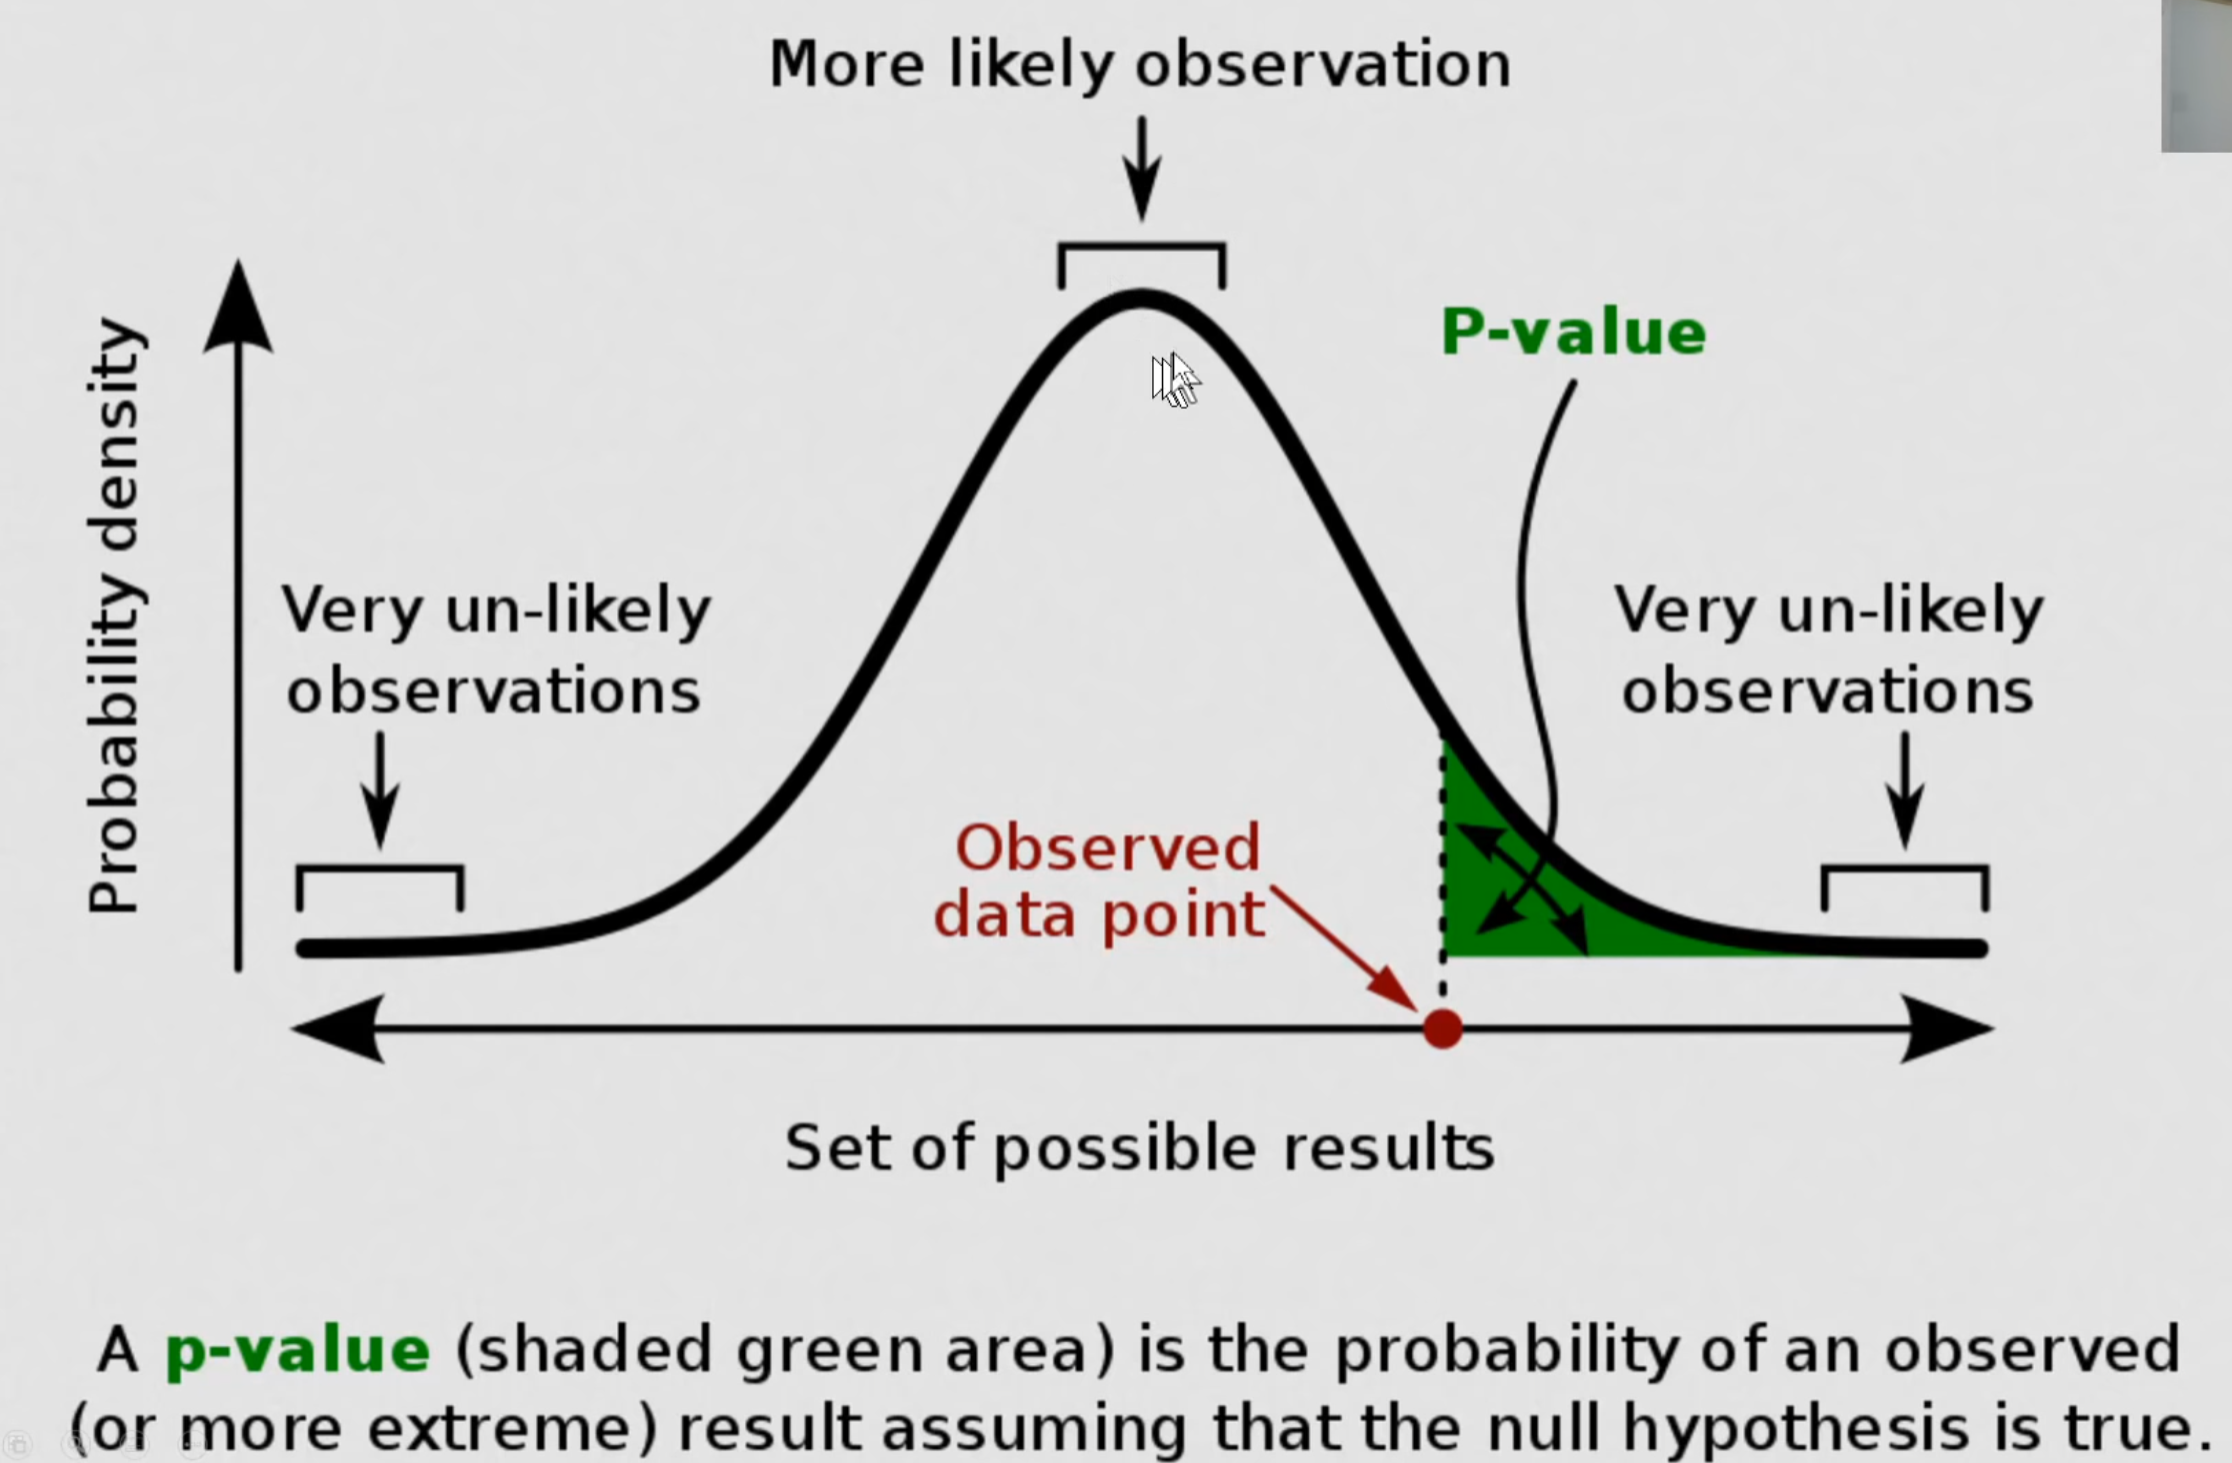 More likely observation
P-value
Probability density
Very un-likely
observations
Very un-likely
observations
Observed
data point
Set of possible results
A p-value (shaded green area) is the probability of an observed
(or more extreme) result assuming that the null hypothesis is true.